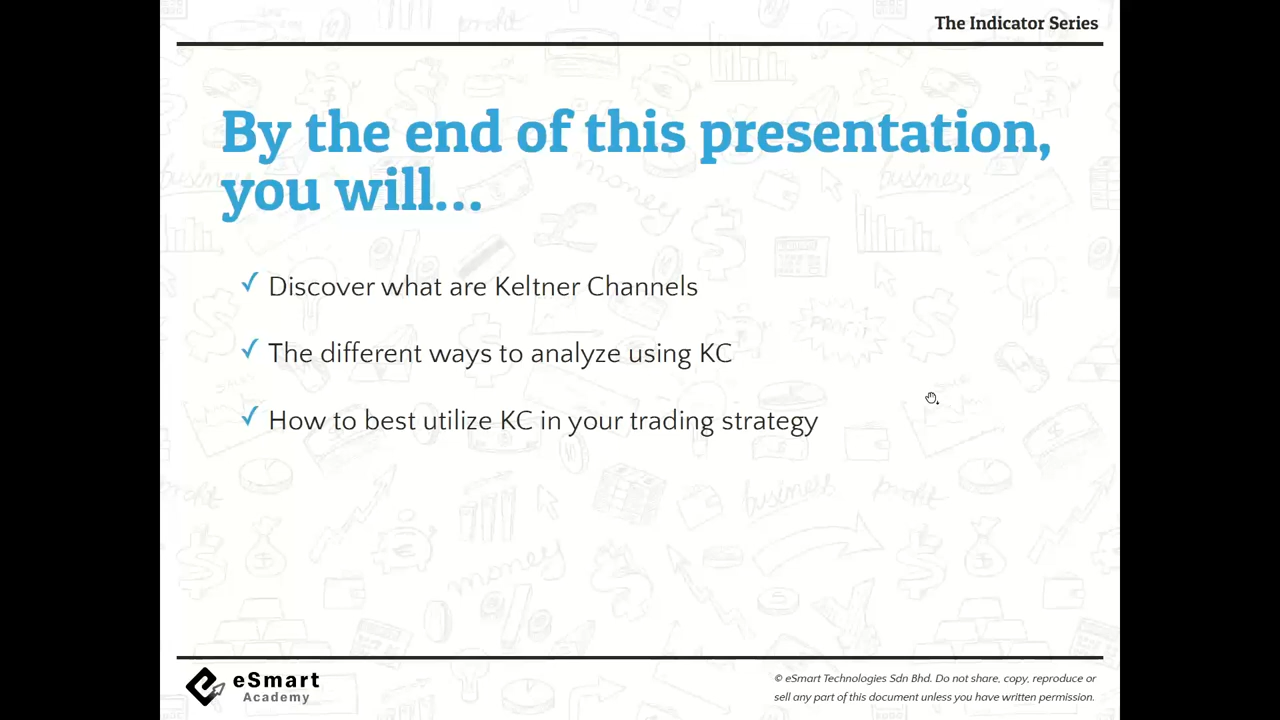 The Indicator Series
By the end of this presentation,
you will...
✓ Discover what are Keltner Channels
✓ The different ways to analyze using KC
✓ How to best utilize KC in your trading strategy
eSmart
Academy
© eSmart Technologies Sdn Bhd. Do not share, copy, reproduce or
sell any part of this document unless you have written permission.